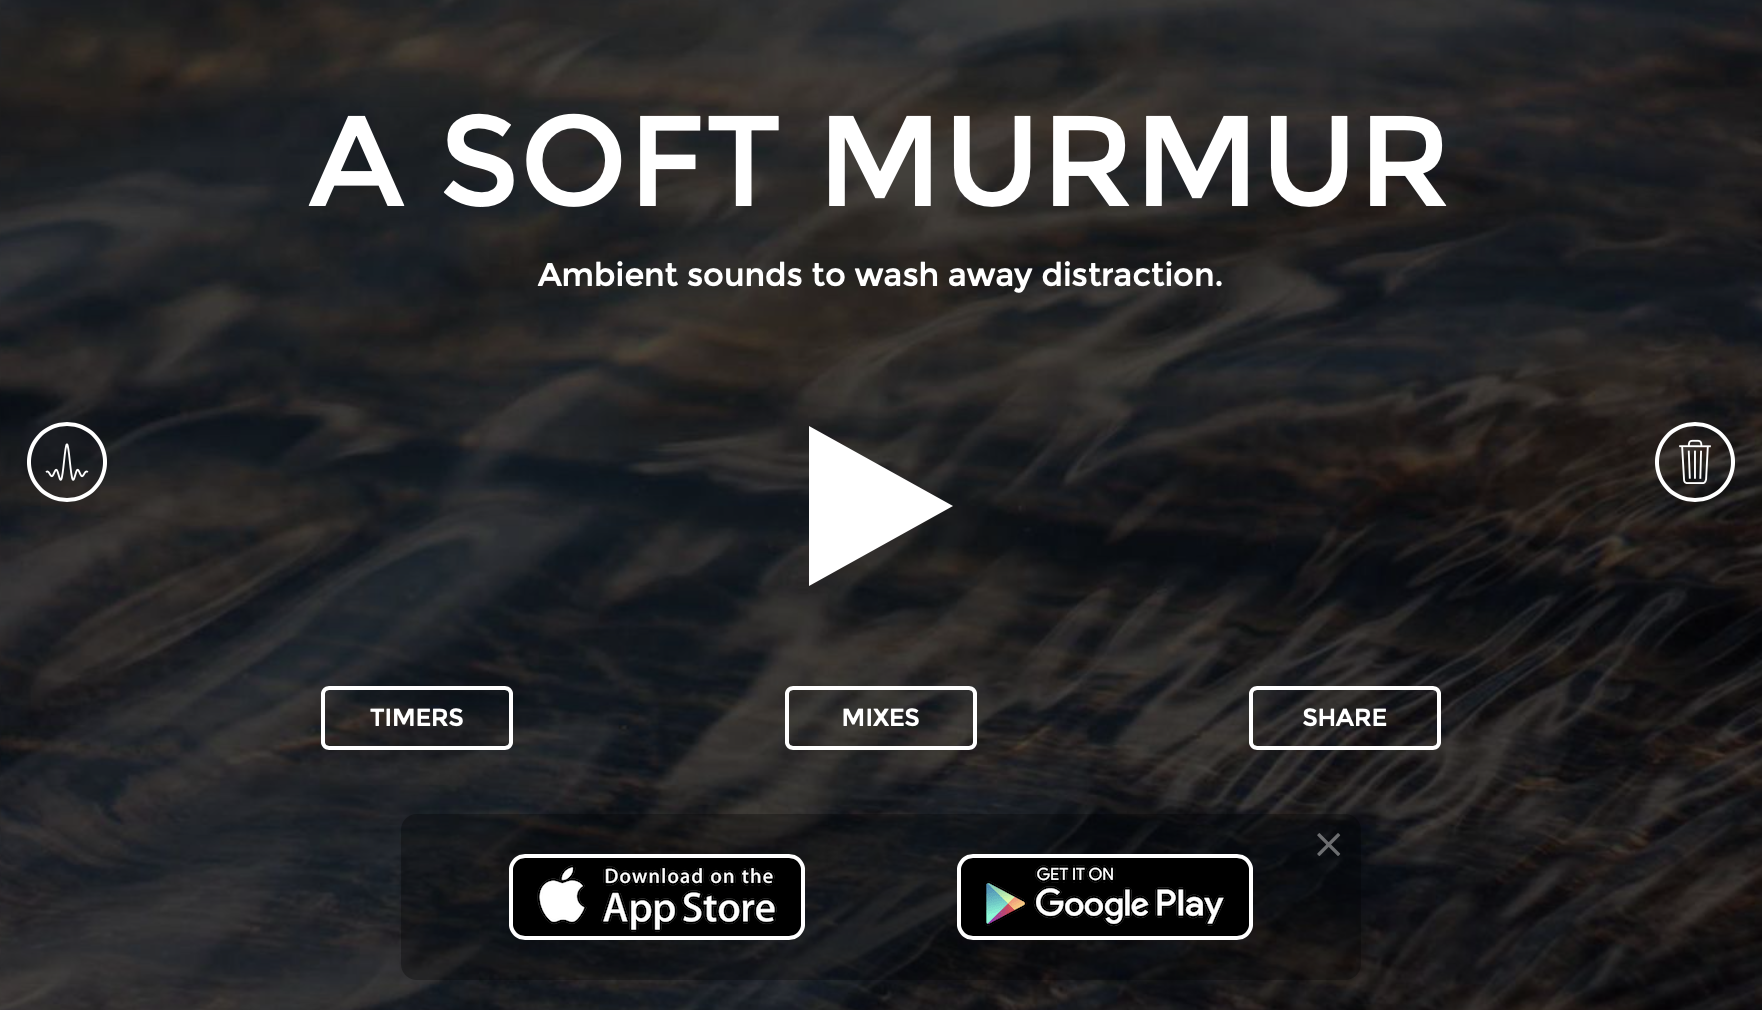 A SOFT MURMUR
Ambient sounds to wash away distraction.
TIMERS
MIXES
SHARE
Download on the
App Store
GET IT ON
Google Play